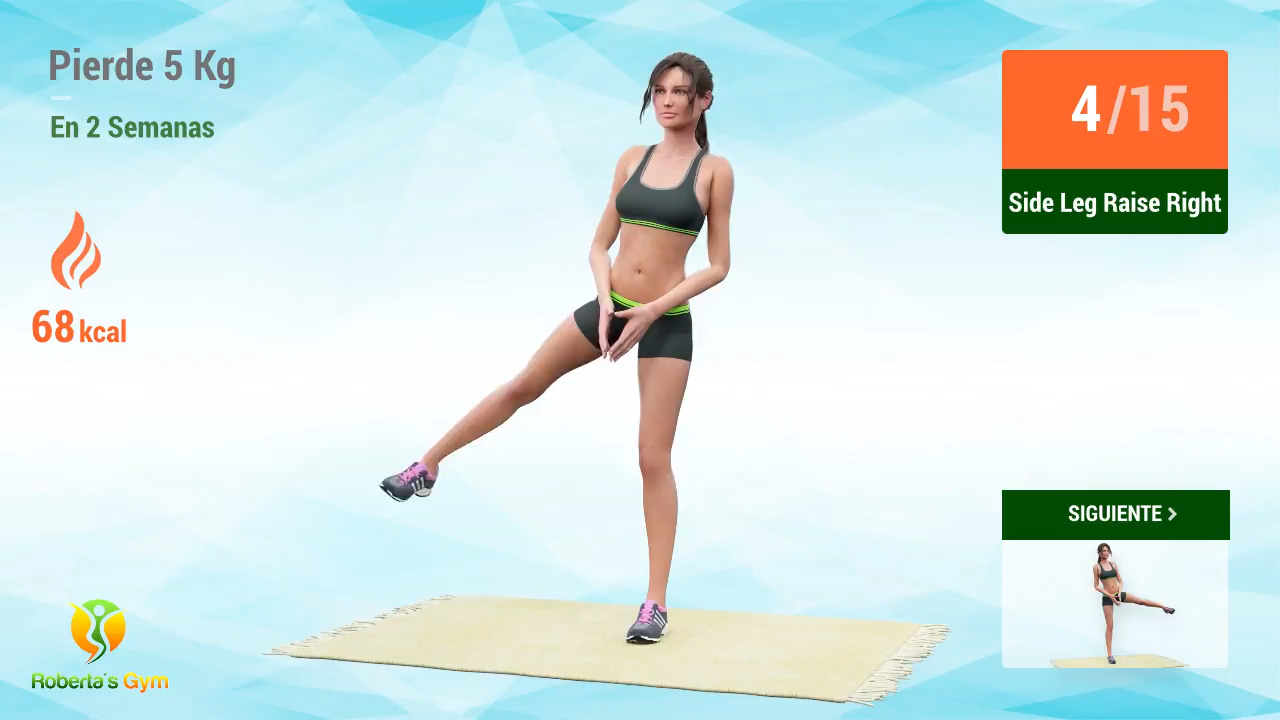 Pierde 5 Kg
En 2 Semanas
68 kcal
4/15
Side Leg Raise Right
SIGUIENTE >
Roberta´s Gym